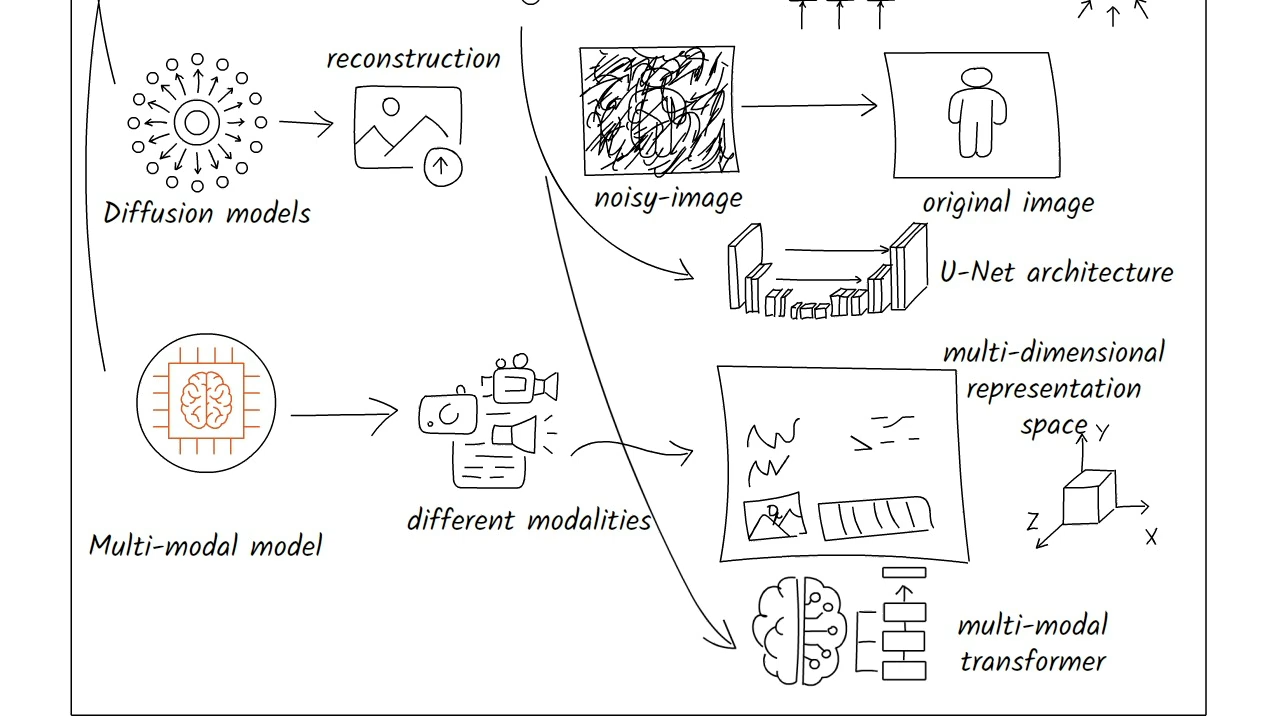 reconstruction
Diffusion models
noisy-image
original image
U-Net architecture
multi-dimensional
representation
space
Y
Z
X
different modalities
Multi-modal model
multi-modal
transformer